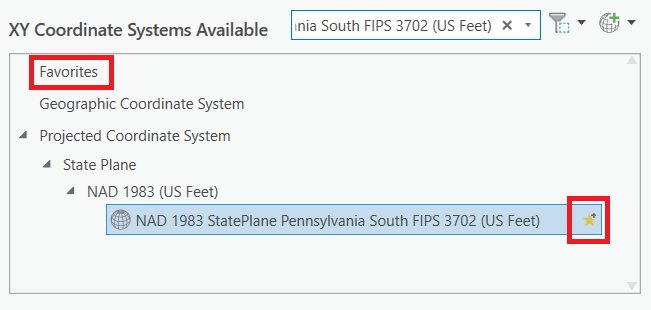 XY Coordinate Systems Available
nia South FIPS 3702 (US Feet)
Favorites
Geographic Coordinate System
Projected Coordinate System
State Plane
NAD 1983 (US Feet)
NAD 1983 StatePlane Pennsylvania South FIPS 3702 (US Feet)